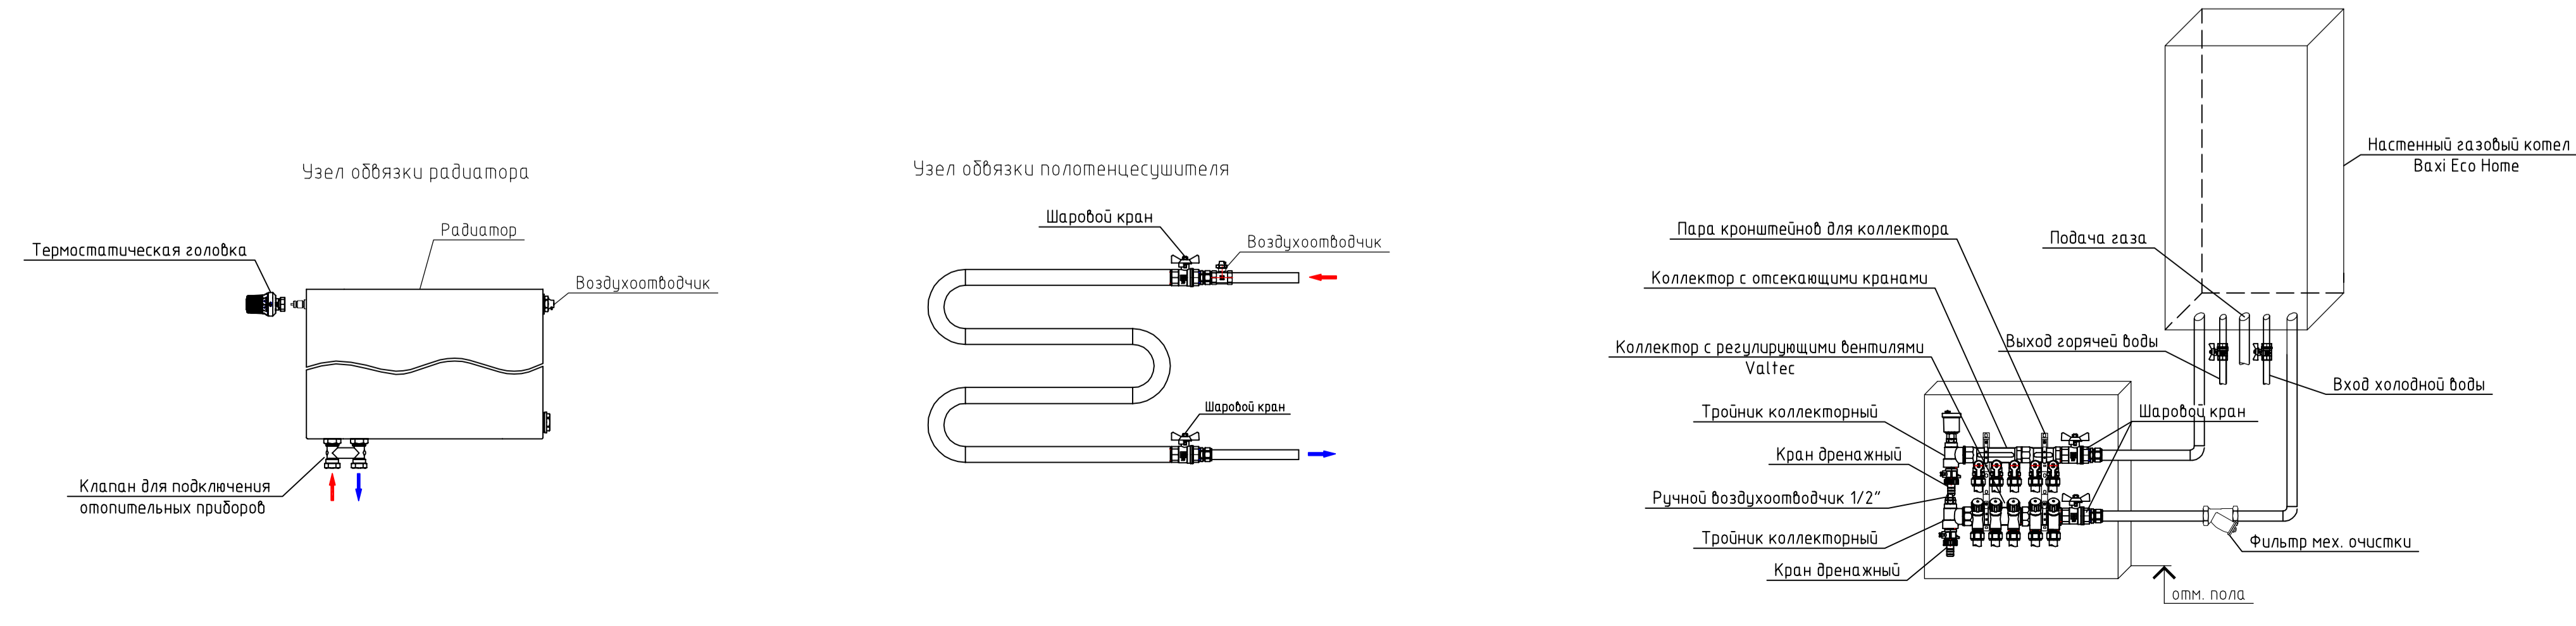 Узел обвязки радиатора
Радиатор
Термостатическая головка
Воздухоотводчик
Клапан для подключения
отопительных приборов
Узел обвязки полотенцесушителя
Шаровой кран
Воздухоотводчик
Шаровой кран
Настенный газовый котел
Baxi Eco Home
Пара кронштейнов для коллектора
Подача газа
Коллектор с отсекающими кранами
Выход горячей воды
Коллектор с регулирующими вентилями
Valtec
Вход холодной воды
Тройник коллекторный
Шаровой кран
Кран дренажный
Ручной воздухоотводчик 1/2"
Тройник коллекторный
Фильтр мех. очистки
Кран дренажный
отм. пола